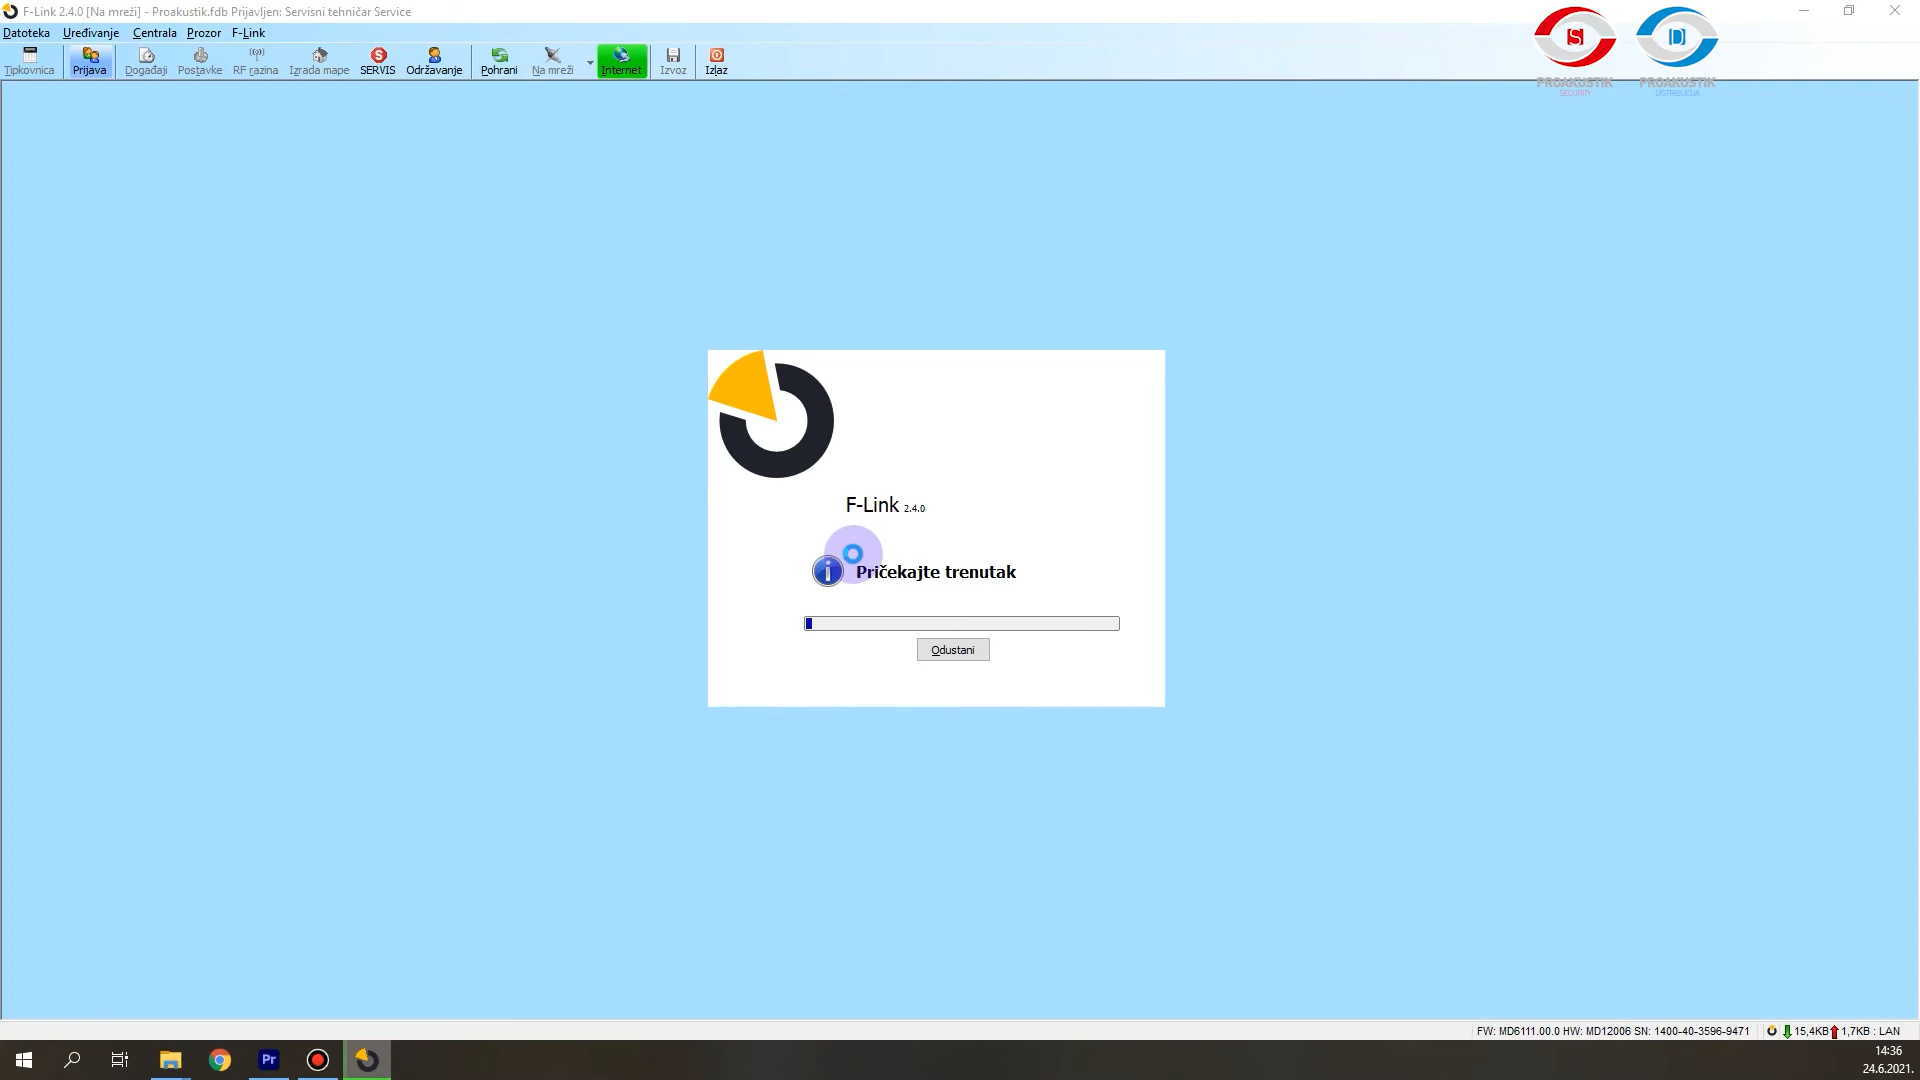 F-Link 2.4.0 [Na mreži] - Proakustik.fdb Prijavljen: Servisni tehničar Service
Datoteka Uređivanje Centrala Prozor F-Link
Tipkovnica Prijava Događaji Postavke RF razina Izrada mape SERVIS Održavanje Pohrani Na mreži Internet Izvoz Izlaz
S D
PROAKUSTIK PROAKUSTIK
SECURITY DISTRIBUCIJA
F-Link 2.4.0
Pričekajte trenutak
Odustani
FW: MD6111.00.0 HW: MD12006 SN: 1400-40-3596-9471 15,4KB 1,7KB : LAN
Pr
14:36
24.6.2021.